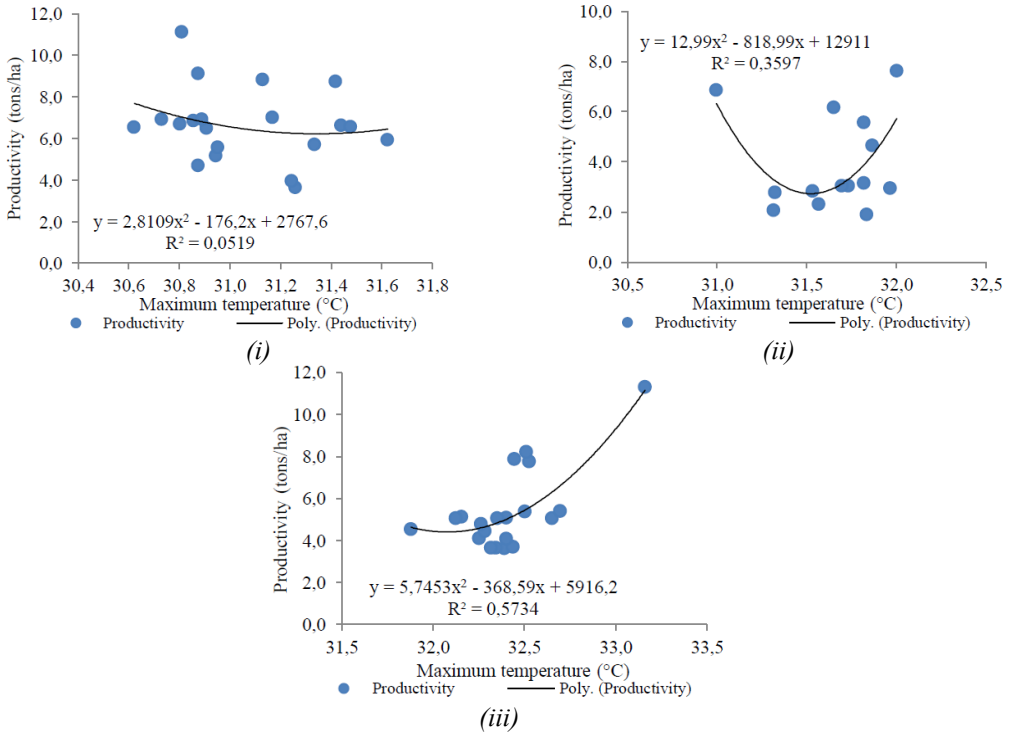 12,0
10,0
8,0
6,0
4,0
2,0
0,0
Productivity (tons/ha)
y = 2,8109x² - 176,2x + 2767,6
R² = 0,0519
30,4 30,6 30,8 31,0 31,2 31,4 31,6 31,8
Maximum temperature (°C)
Productivity Poly. (Productivity)
(i)
10,0
8,0
6,0
4,0
2,0
0,0
Productivity (tons/ha)
y = 12,99x² - 818,99x + 12911
R² = 0,3597
30,5 31,0 31,5 32,0 32,5
Maximum temperature (°C)
Productivity Poly. (Productivity)
(ii)
12,0
10,0
8,0
6,0
4,0
2,0
0,0
Productivity (tons/ha)
y = 5,7453x² - 368,59x + 5916,2
R² = 0,5734
31,5 32,0 32,5 33,0 33,5
Maximum temperature (°C)
Productivity Poly. (Productivity)
(iii)